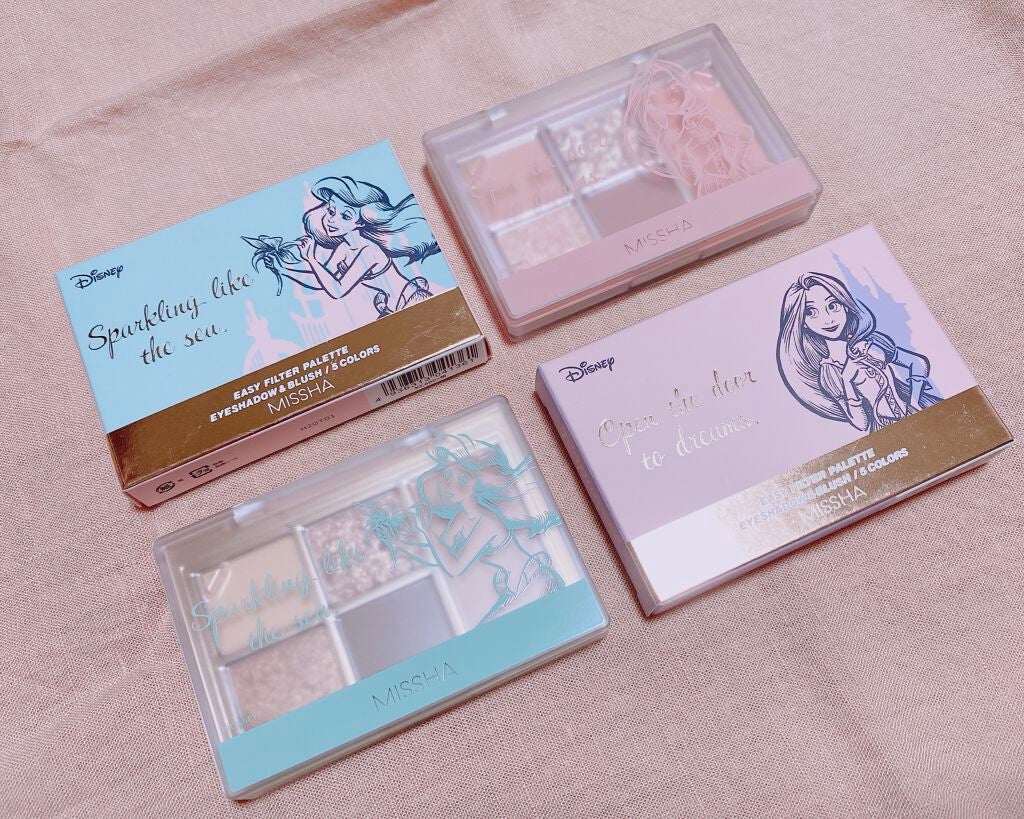 Disney
Sparkling like
the sea.
EASY FILTER PALETTE
EYESHADOW & BLUSH / 5 COLORS
MISSHA
H20T01
MISSHA
Disney
Open the door
to dreams.
EASY FILTER PALETTE
EYESHADOW & BLUSH / 5 COLORS
MISSHA
Sparkling like
the sea.
MISSHA